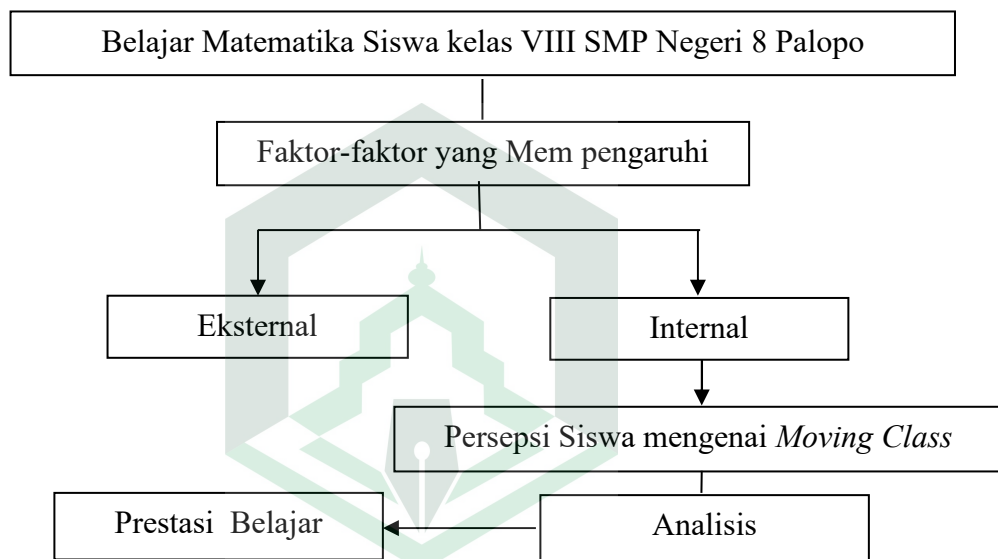 Belajar Matematika Siswa kelas VIII SMP Negeri 8 Palopo
Faktor-faktor yang Mem pengaruhi
Eksternal
Internal
Persepsi Siswa mengenai Moving Class
Prestasi Belajar
Analisis